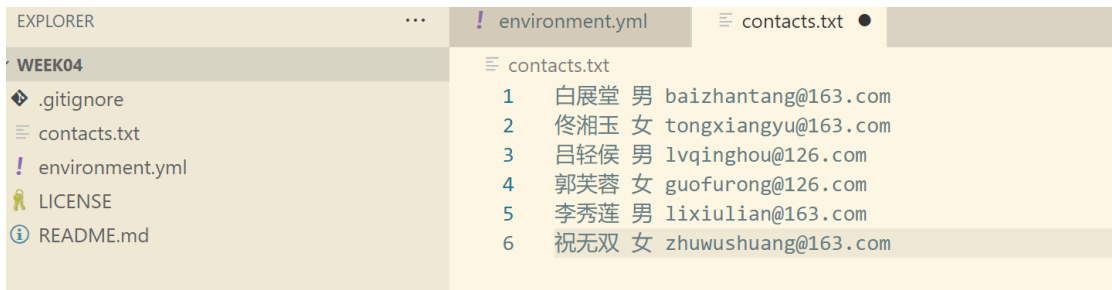 EXPLORER ...
WEEK04
.gitignore
contacts.txt
environment.yml
LICENSE
README.md
! environment.yml contacts.txt ●
contacts.txt
1 白展堂 男 baizhantang@163.com
2 佟湘玉 女 tongxiangyu@163.com
3 吕轻侯 男 lvqinghou@126.com
4 郭芙蓉 女 guofurong@126.com
5 李秀莲 男 lixiulian@163.com
6 祝无双 女 zhuwushuang@163.com